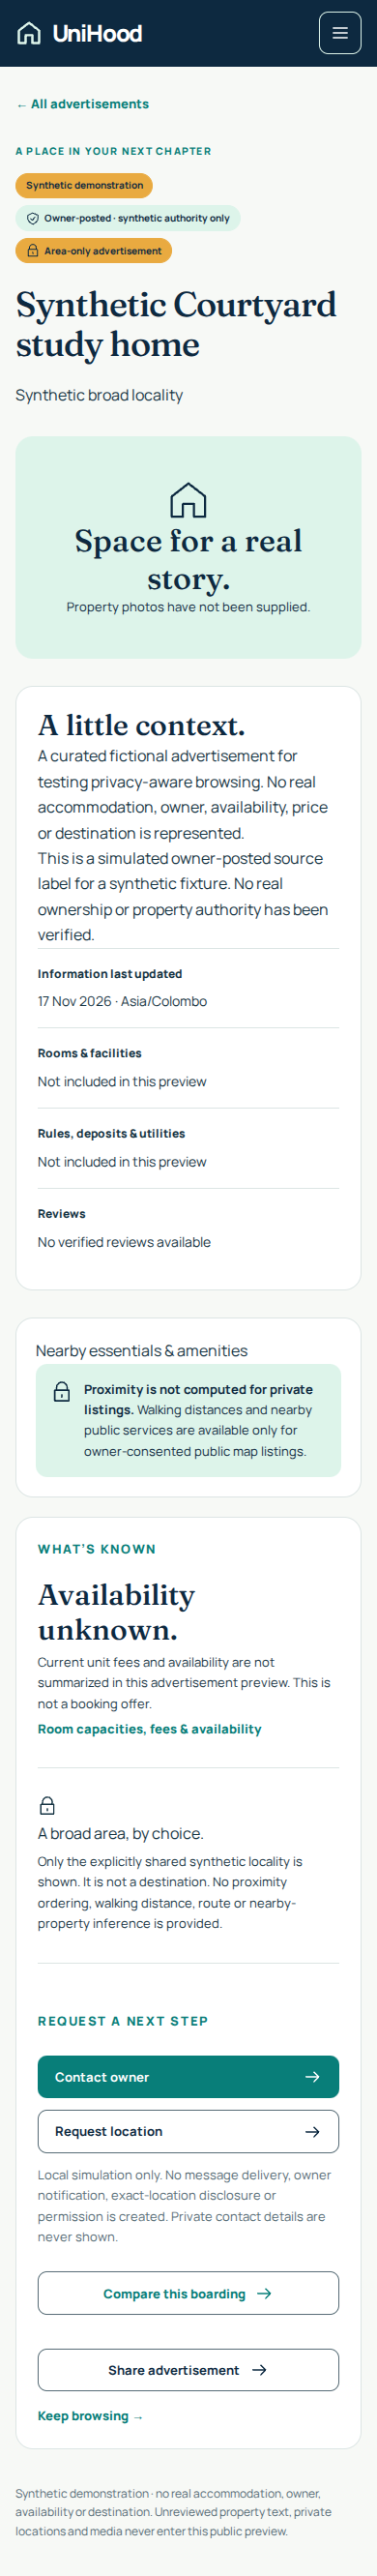 UniHood
← All advertisements
A PLACE IN YOUR NEXT CHAPTER
Synthetic demonstration
Owner-posted · synthetic authority only
Area-only advertisement
Synthetic Courtyard
study home
Synthetic broad locality
Space for a real
story.
Property photos have not been supplied.
A little context.
A curated fictional advertisement for
testing privacy-aware browsing. No real
accommodation, owner, availability, price
or destination is represented.
This is a simulated owner-posted source
label for a synthetic fixture. No real
ownership or property authority has been
verified.
Information last updated
17 Nov 2026 · Asia/Colombo
Rooms & facilities
Not included in this preview
Rules, deposits & utilities
Not included in this preview
Reviews
No verified reviews available
Nearby essentials & amenities
Proximity is not computed for private
listings. Walking distances and nearby
public services are available only for
owner-consented public map listings.
WHAT'S KNOWN
Availability
unknown.
Current unit fees and availability are not
summarized in this advertisement preview. This is
not a booking offer.
Room capacities, fees & availability
A broad area, by choice.
Only the explicitly shared synthetic locality is
shown. It is not a destination. No proximity
ordering, walking distance, route or nearby-
property inference is provided.
REQUEST A NEXT STEP
Contact owner →
Request location →
Local simulation only. No message delivery, owner
notification, exact-location disclosure or
permission is created. Private contact details are
never shown.
Compare this boarding →
Share advertisement →
Keep browsing →
Synthetic demonstration · no real accommodation, owner,
availability or destination. Unreviewed property text, private
locations and media never enter this public preview.